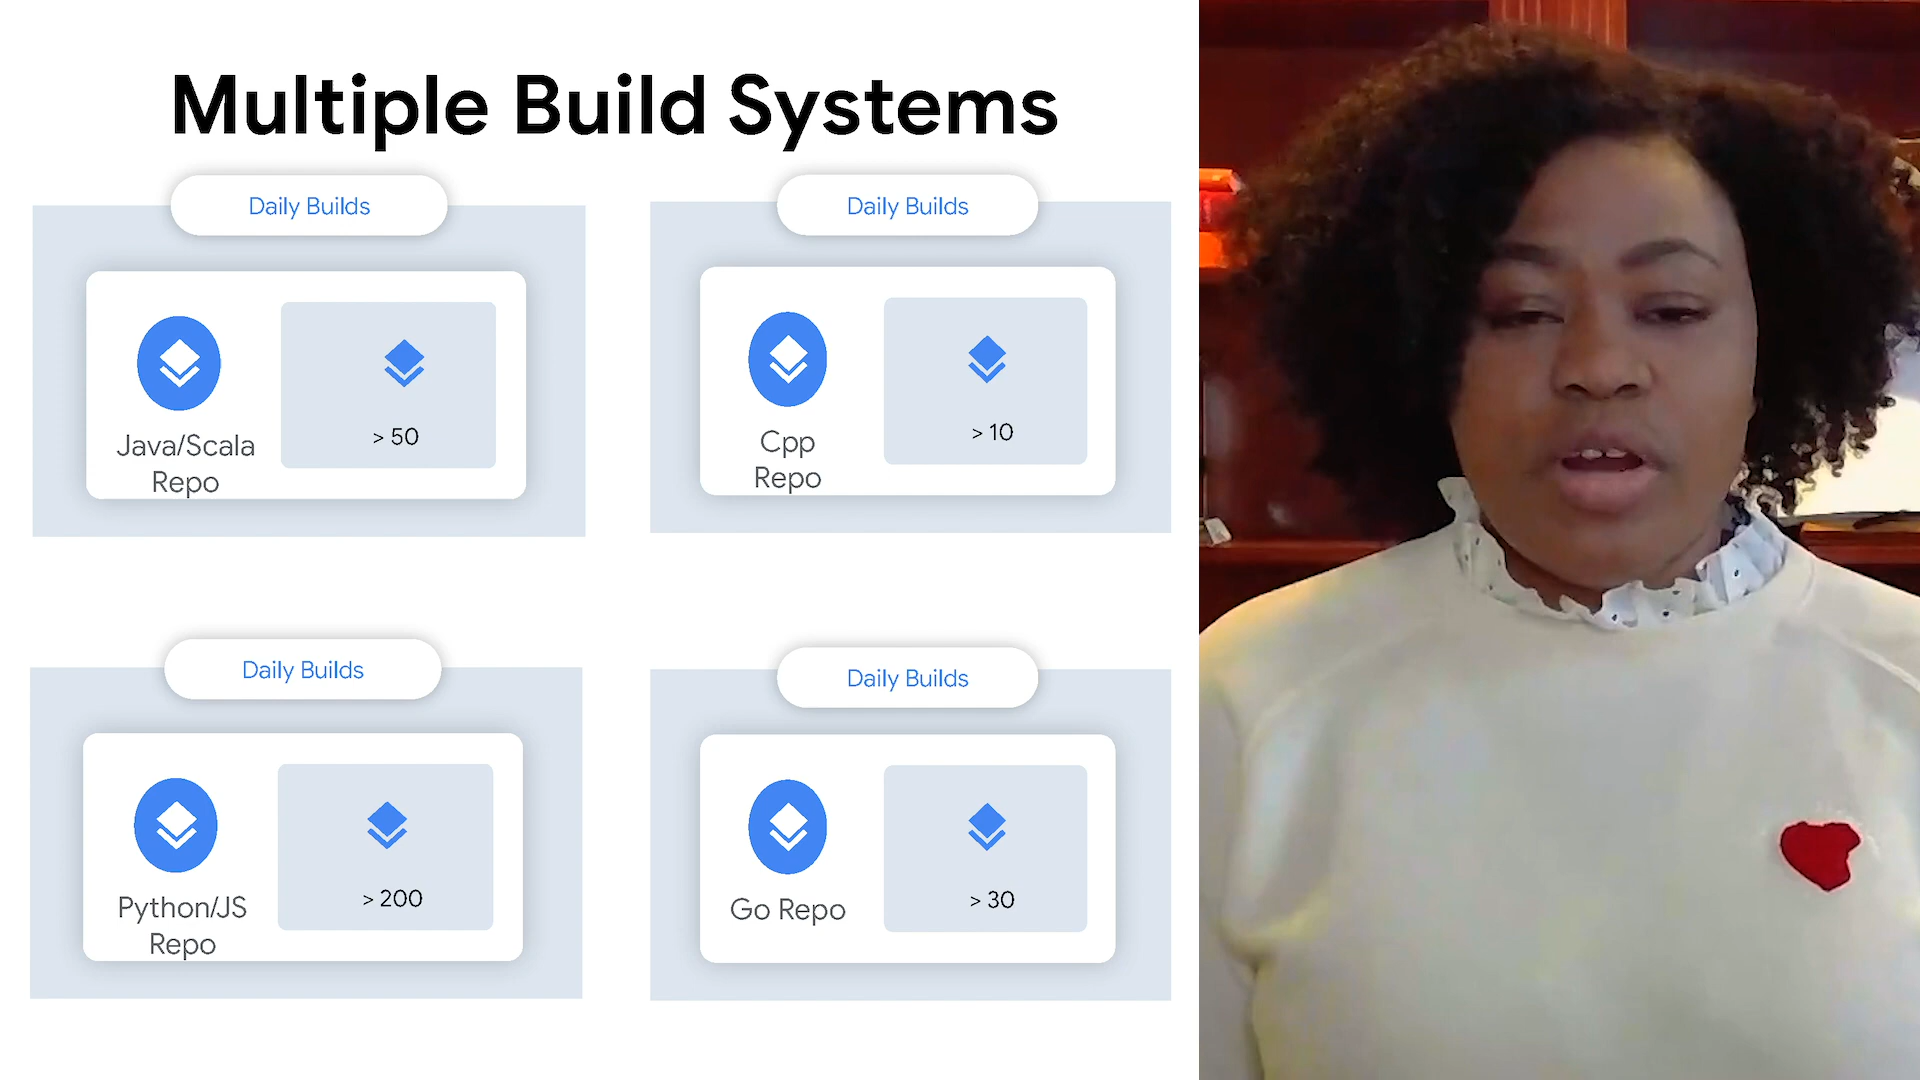 Multiple Build Systems
Daily Builds
Java/Scala
Repo
> 50
Daily Builds
Cpp
Repo
> 10
Daily Builds
Python/JS
Repo
> 200
Daily Builds
Go Repo
> 30